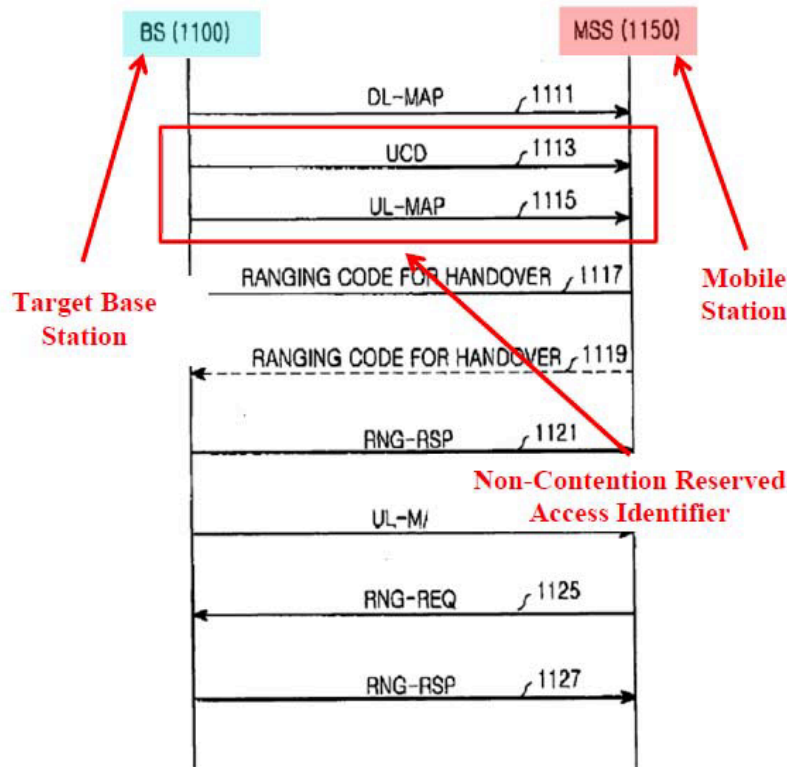 BS (1100)
MSS (1150)
DL-MAP
1111
UCD
1113
UL-MAP
1115
RANGING CODE FOR HANDOVER
1117
Target Base
Station
Mobile
Station
RANGING CODE FOR HANDOVER
1119
RNG-RSP
1121
Non-Contention Reserved
Access Identifier
UL-M
RNG-REQ
1125
RNG-RSP
1127